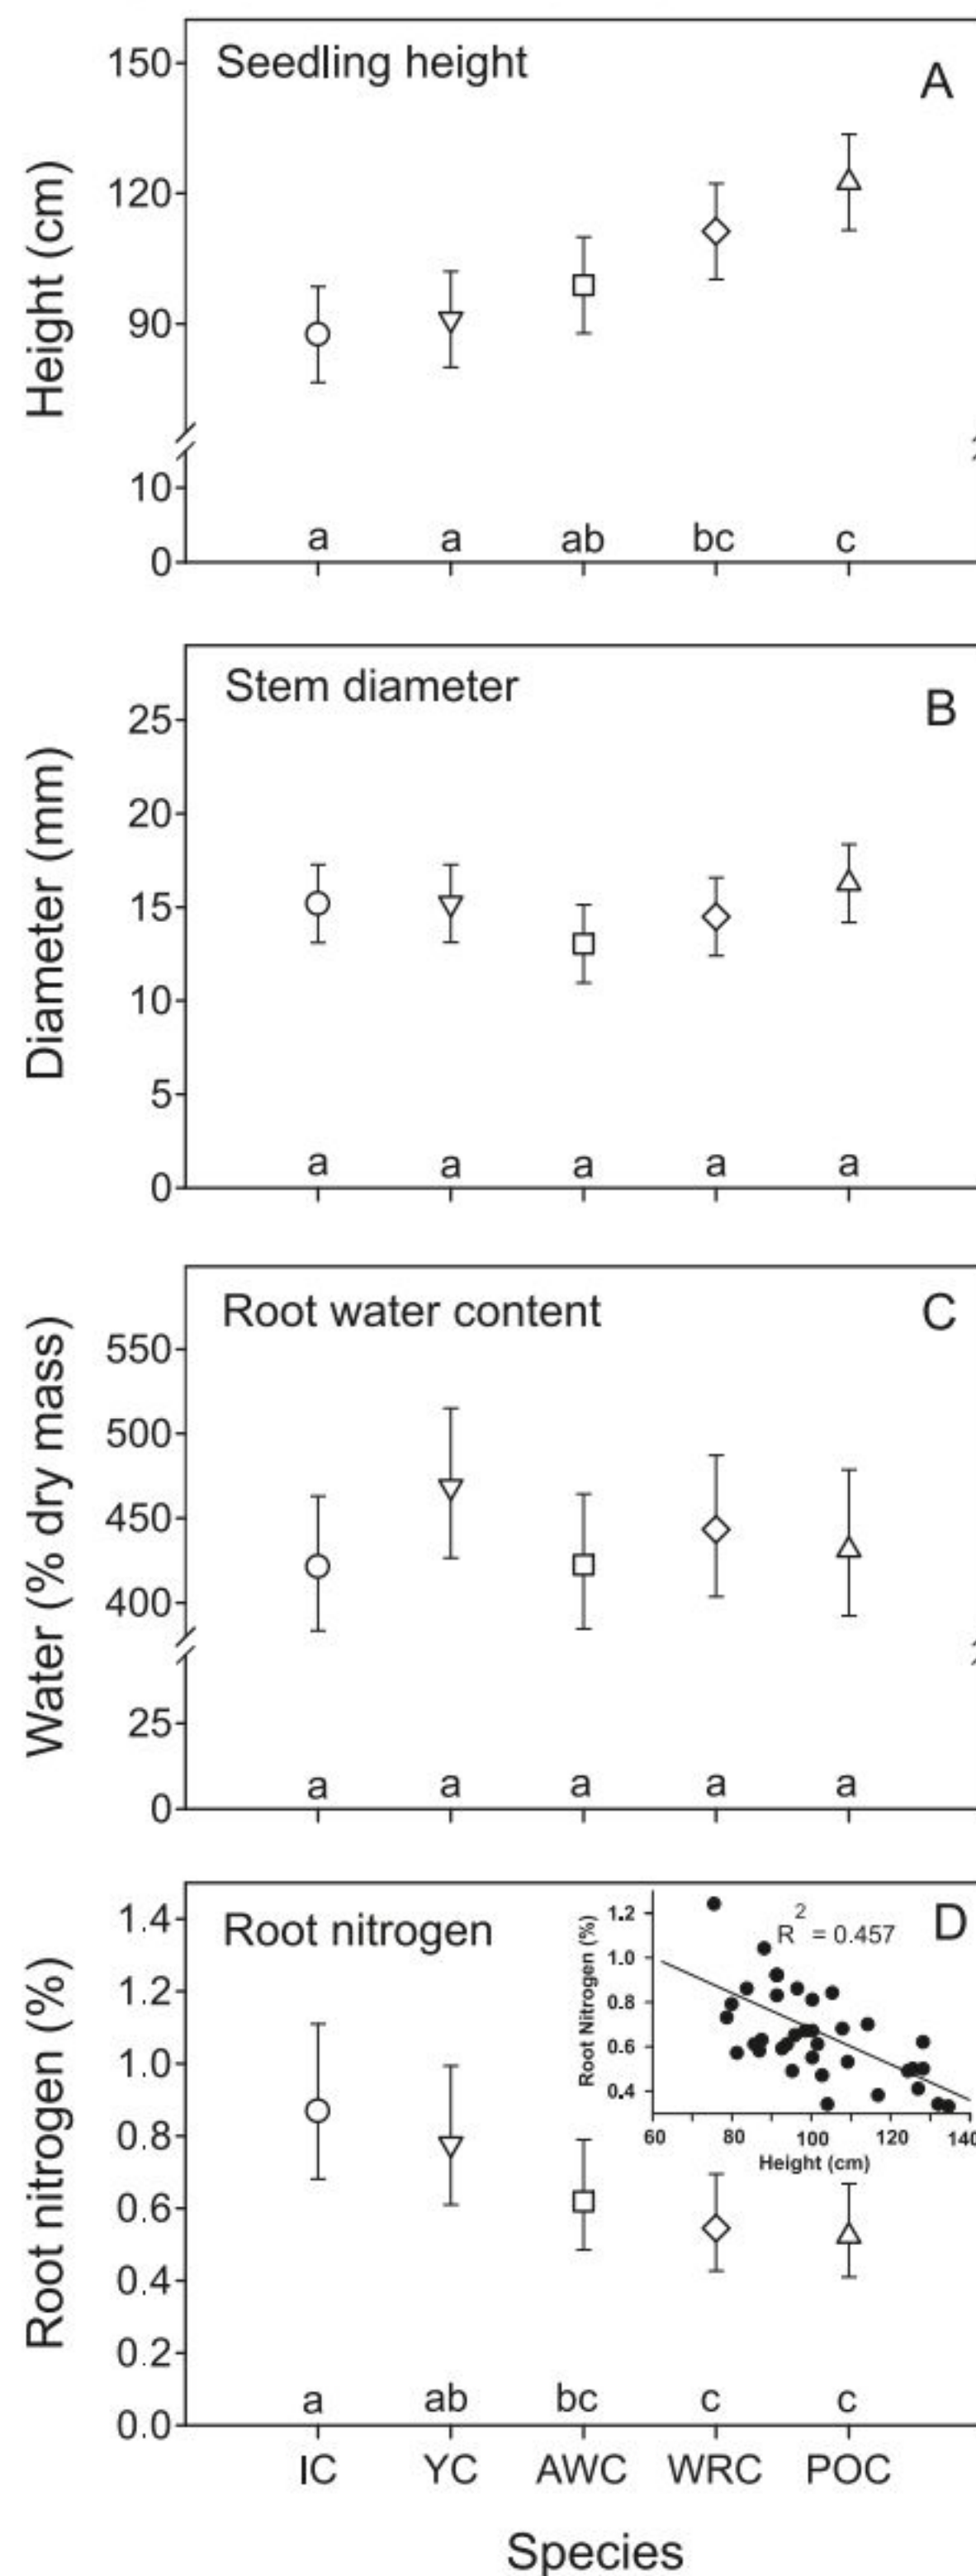 Seedling height
A
Height (cm)
150
120
90
10
0
a a ab bc c
Stem diameter
B
Diameter (mm)
25
20
15
10
5
0
a a a a a
Root water content
C
Water (% dry mass)
550
500
450
400
25
0
a a a a a
Root nitrogen
D
Root nitrogen (%)
1.4
1.2
1.0
0.8
0.6
0.4
0.2
0.0
R² = 0.457
Root Nitrogen (%)
1.2
1.0
0.8
0.6
0.4
60 80 100 120 140
Height (cm)
a ab bc c c
IC YC AWC WRC POC
Species